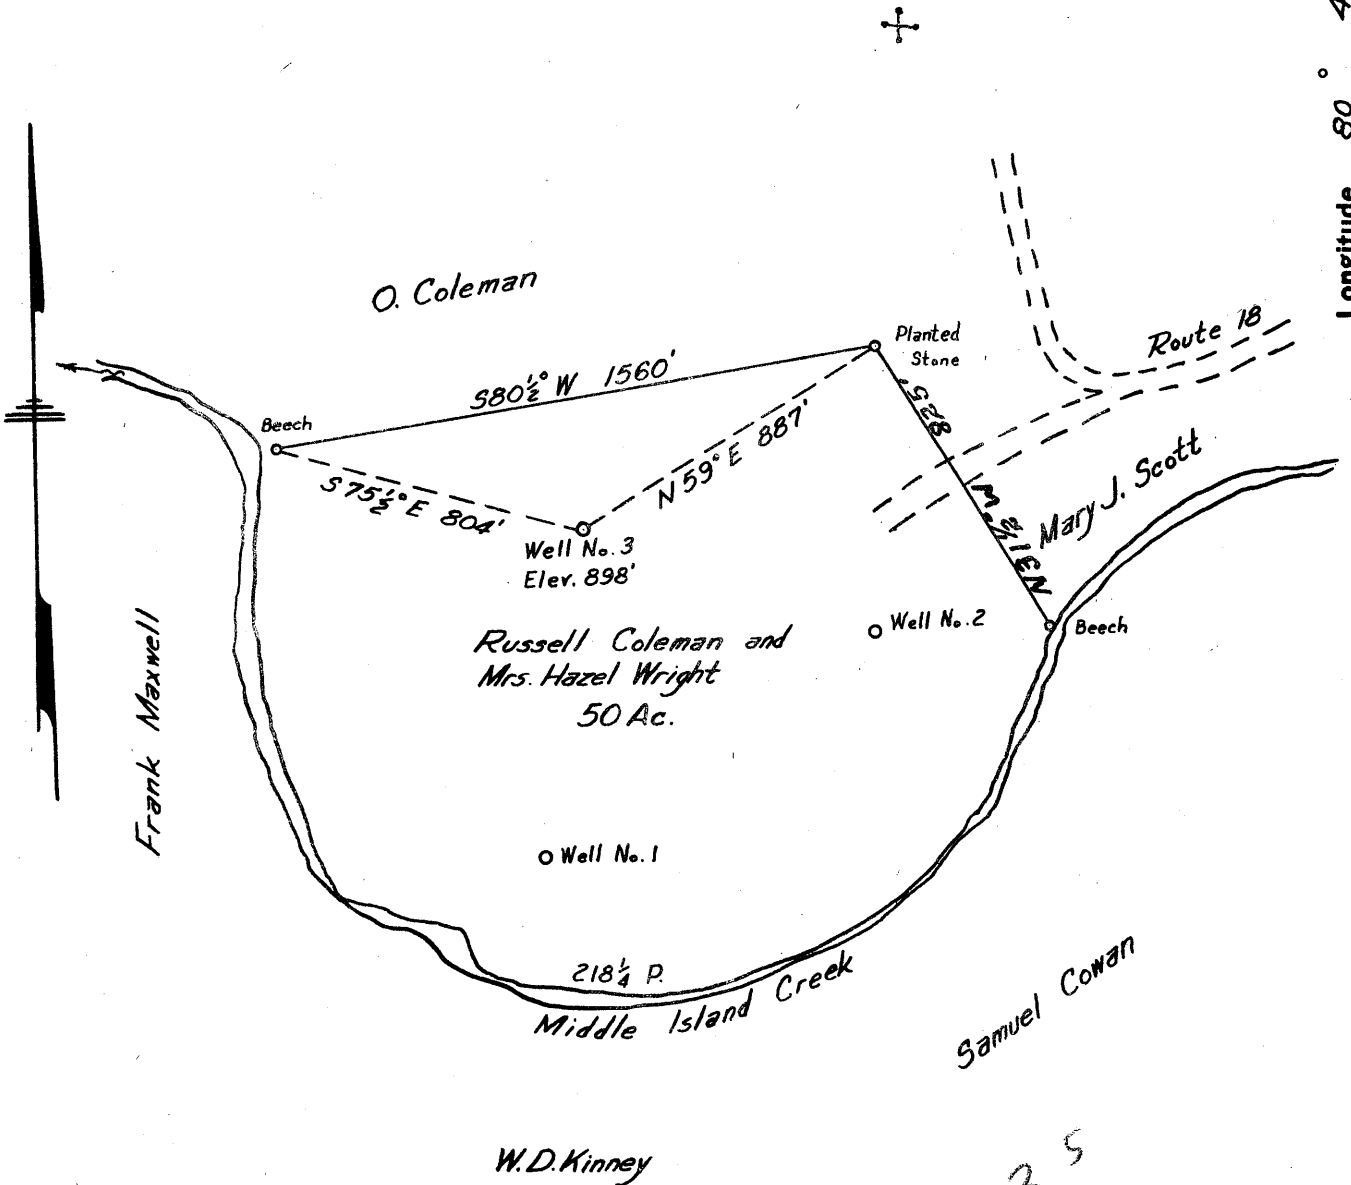 Longitude 80°
O. Coleman
Route 18
Planted
Stone
S80½°W 1560'
825'
N31½°W
Beech
N59°E 887'
S75½°E 804'
Mary J. Scott
Well No. 3
Elev. 898'
Well No. 2
Beech
Russell Coleman and
Mrs. Hazel Wright
50 Ac.
Frank Maxwell
Well No. 1
218¼ P.
Middle Island Creek
Samuel Cowan
W.D. Kinney